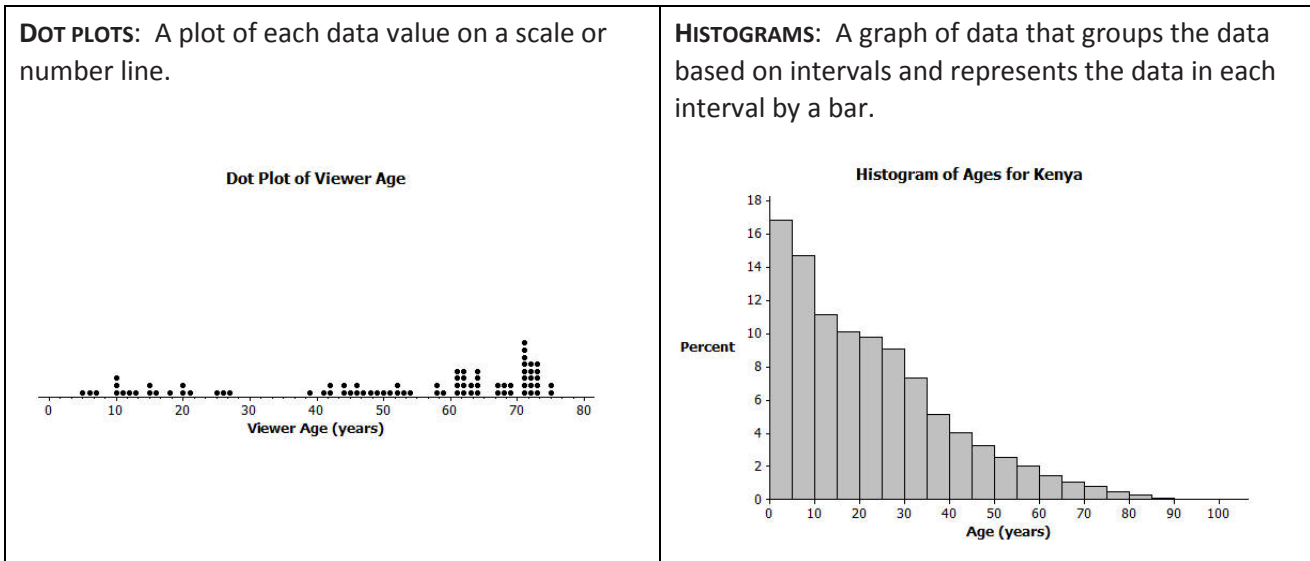 DOT PLOTS: A plot of each data value on a scale or
number line.
Dot Plot of Viewer Age
0 10 20 30 40 50 60 70 80
Viewer Age (years)
HISTOGRAMS: A graph of data that groups the data
based on intervals and represents the data in each
interval by a bar.
Histogram of Ages for Kenya
18
16
14
12
10
Percent
8
6
4
2
0
0 10 20 30 40 50 60 70 80 90 100
Age (years)